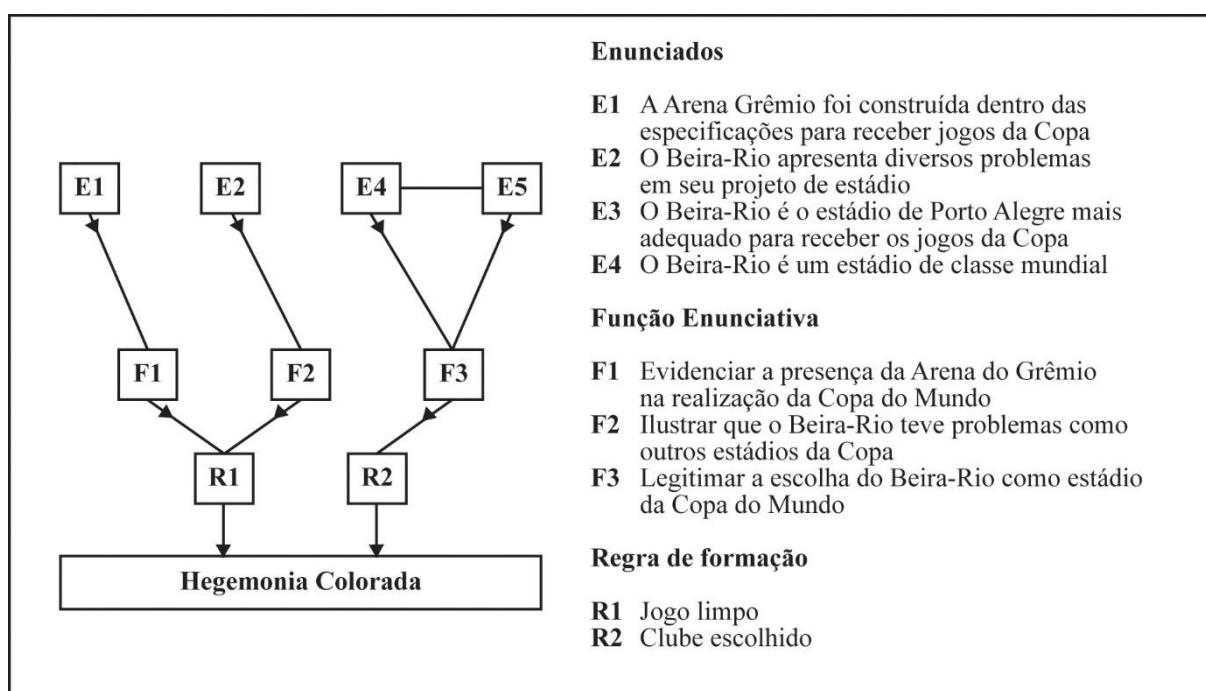 E1 E2 E4 E5
F1 F2 F3
R1 R2
Hegemonia Colorada
Enunciados
E1 A Arena Grêmio foi construída dentro das
especificações para receber jogos da Copa
E2 O Beira-Rio apresenta diversos problemas
em seu projeto de estádio
E3 O Beira-Rio é o estádio de Porto Alegre mais
adequado para receber os jogos da Copa
E4 O Beira-Rio é um estádio de classe mundial
Função Enunciativa
F1 Evidenciar a presença da Arena do Grêmio
na realização da Copa do Mundo
F2 Ilustrar que o Beira-Rio teve problemas como
outros estádios da Copa
F3 Legitimar a escolha do Beira-Rio como estádio
da Copa do Mundo
Regra de formação
R1 Jogo limpo
R2 Clube escolhido